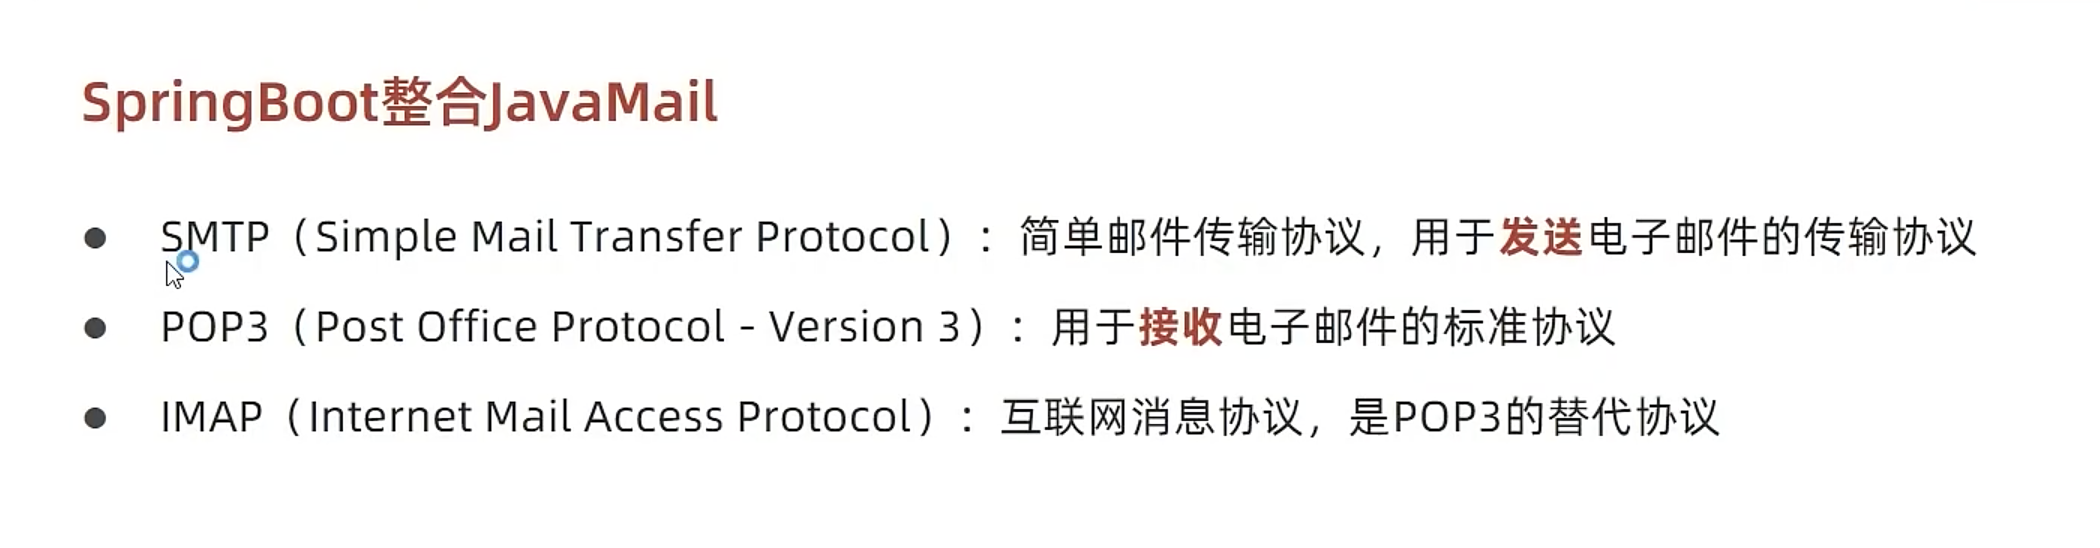 SpringBoot整合JavaMail
● SMTP（Simple Mail Transfer Protocol）：简单邮件传输协议，用于发送电子邮件的传输协议
● POP3（Post Office Protocol - Version 3）：用于接收电子邮件的标准协议
● IMAP（Internet Mail Access Protocol）：互联网消息协议，是POP3的替代协议